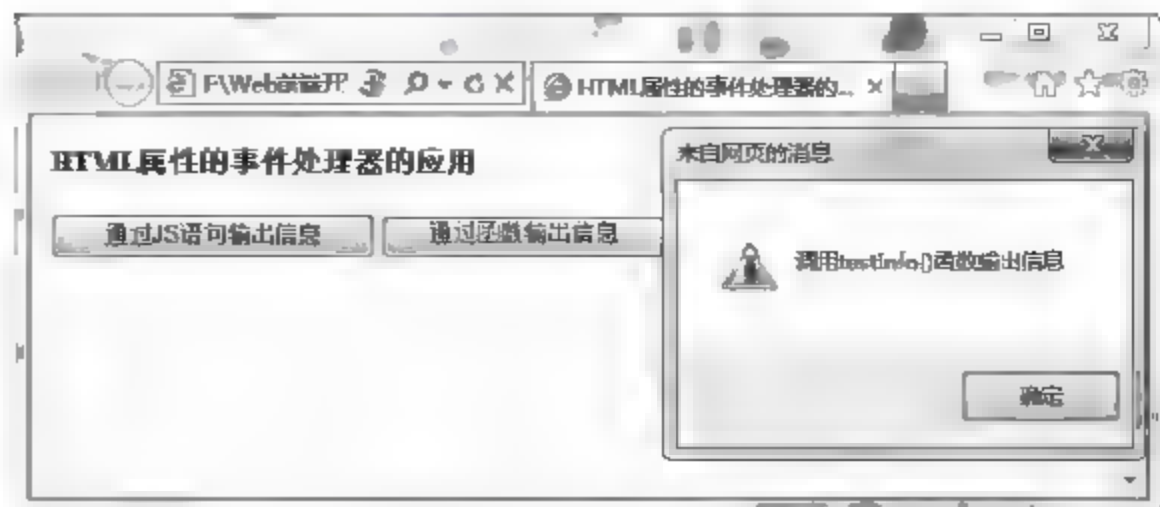 F:\Web前端开
HTML属性的事件处理器的...
HTML属性的事件处理器的应用
来自网页的消息
通过JS语句输出信息
通过函数输出信息
调用testInfo()函数输出信息
确定